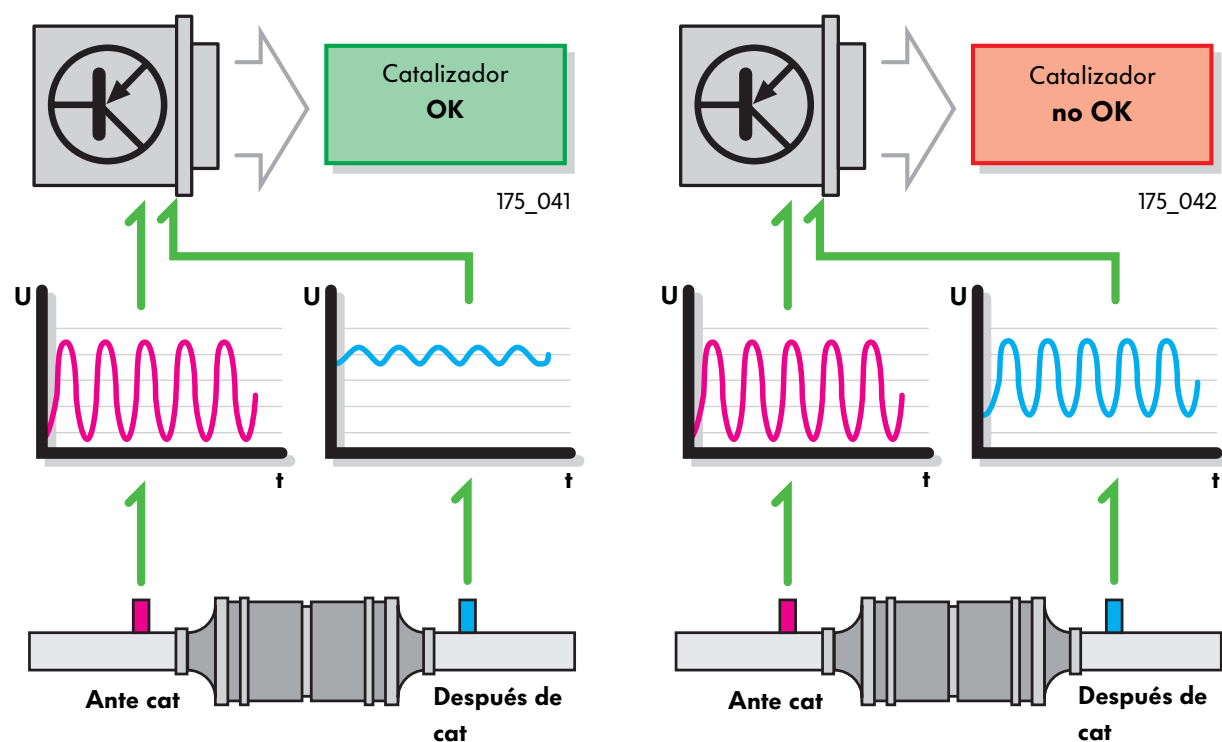 Catalizador
OK
175_041
U
t
U
t
Ante cat
Después de
cat
Catalizador
no OK
175_042
U
t
U
t
Ante cat
Después de
cat